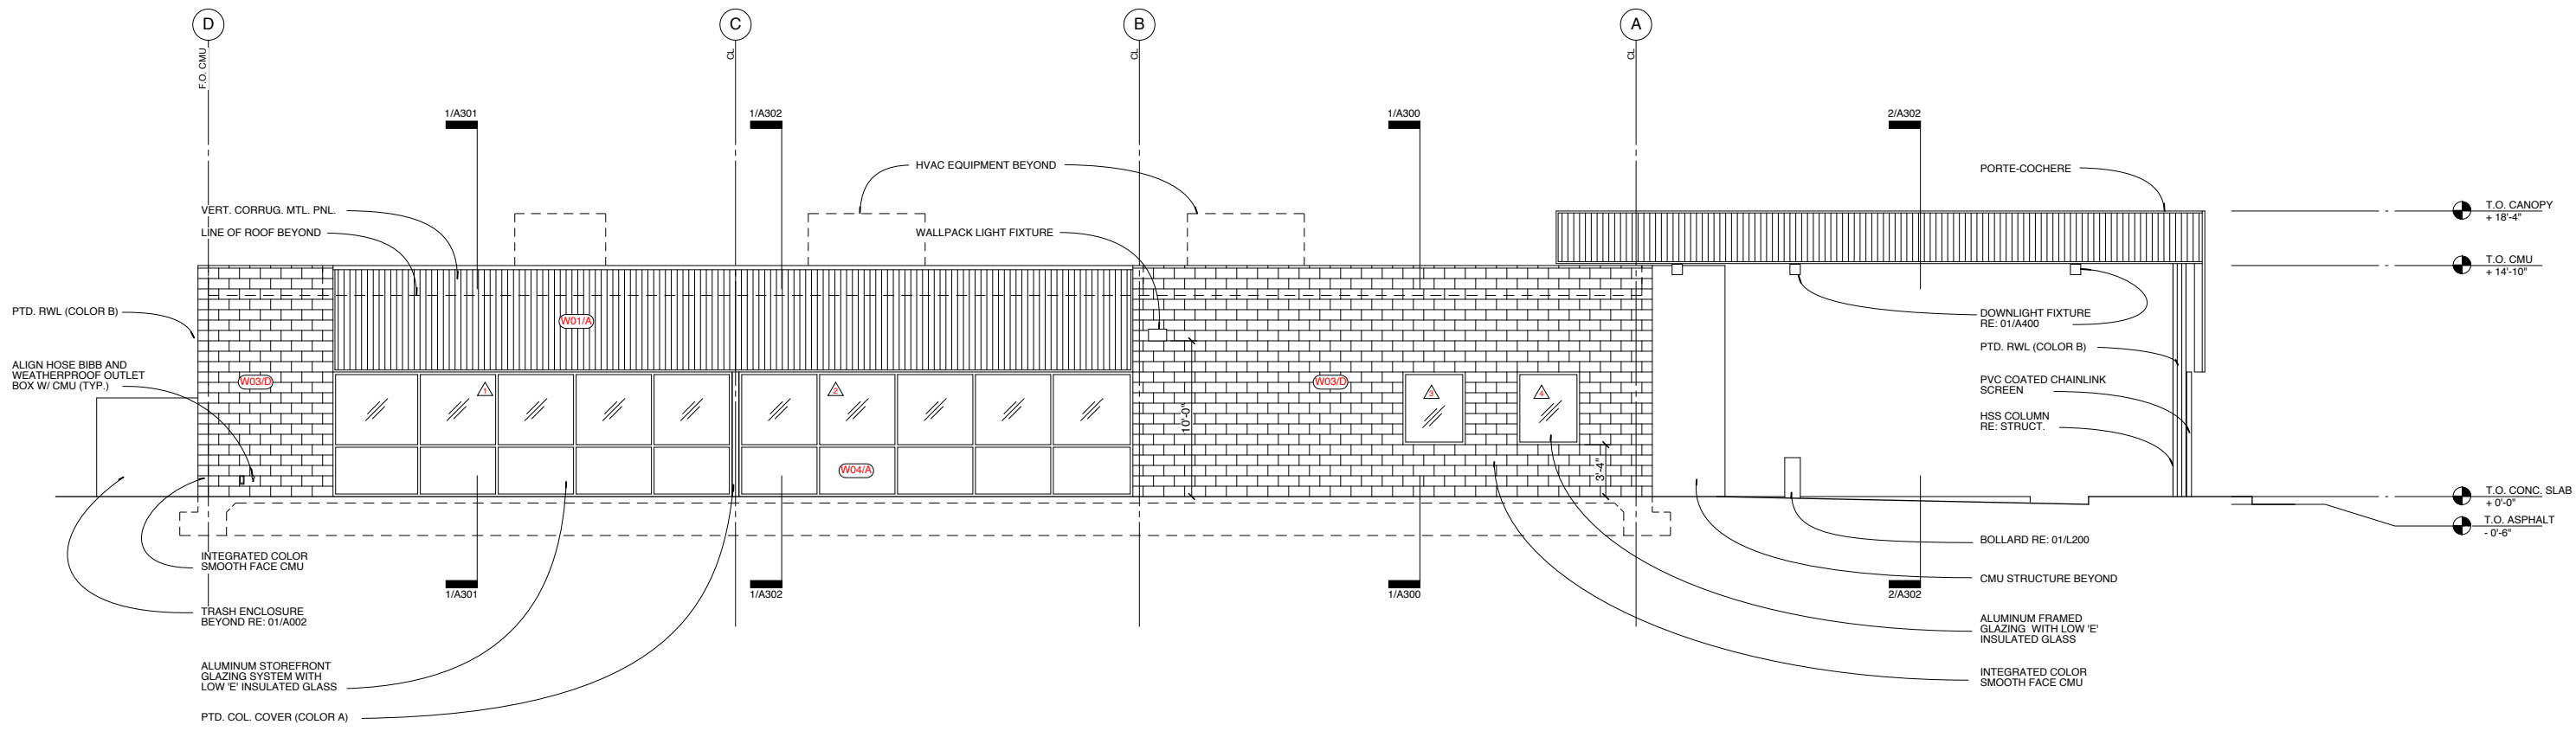 D
C
B
A
F.O. CMU
CL
CL
CL
1/A301
1/A302
1/A300
2/A302
HVAC EQUIPMENT BEYOND
PORTE-COCHERE
VERT. CORRUG. MTL. PNL.
LINE OF ROOF BEYOND
WALLPACK LIGHT FIXTURE
T.O. CANOPY
+ 18'-4"
T.O. CMU
+ 14'-10"
PTD. RWL (COLOR B)
W01/A
DOWNLIGHT FIXTURE
RE: 01/A400
PTD. RWL (COLOR B)
ALIGN HOSE BIBB AND
WEATHERPROOF OUTLET
BOX W/ CMU (TYP.)
W03/D
W03/D
1
2
3
4
PVC COATED CHAINLINK
SCREEN
10'-0"
HSS COLUMN
RE: STRUCT.
W04/A
3'-4"
T.O. CONC. SLAB
+ 0'-0"
T.O. ASPHALT
- 0'-6"
BOLLARD RE: 01/L200
INTEGRATED COLOR
SMOOTH FACE CMU
CMU STRUCTURE BEYOND
1/A301
1/A302
1/A300
2/A302
TRASH ENCLOSURE
BEYOND RE: 01/A002
ALUMINUM FRAMED
GLAZING WITH LOW 'E'
INSULATED GLASS
ALUMINUM STOREFRONT
GLAZING SYSTEM WITH
LOW 'E' INSULATED GLASS
INTEGRATED COLOR
SMOOTH FACE CMU
PTD. COL. COVER (COLOR A)